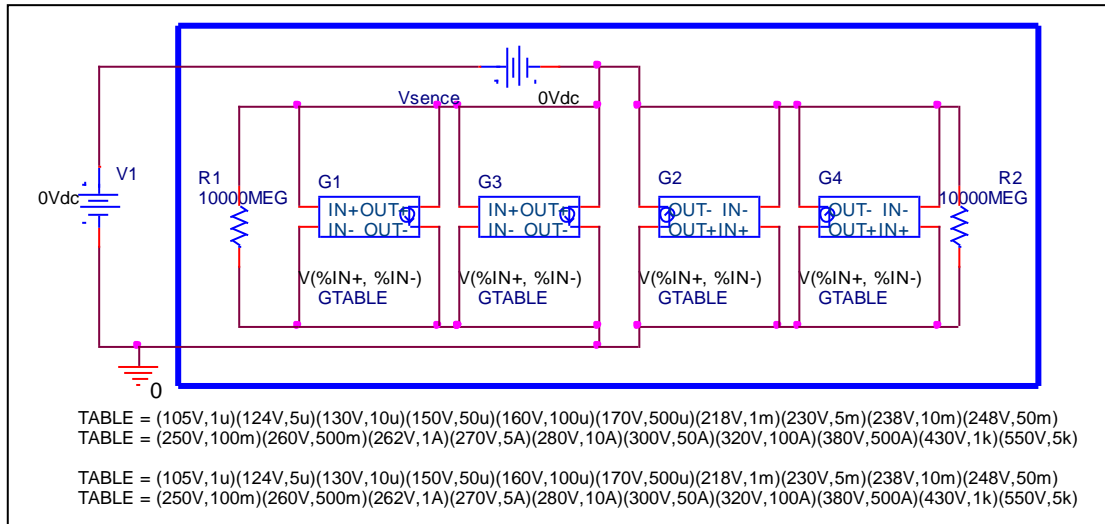 Vsence
0Vdc
V1
0Vdc
R1
10000MEG
G1
G3
G2
G4
R2
10000MEG
IN+OUT+
IN- OUT-
IN+OUT+
IN- OUT-
OUT- IN-
OUT+IN+
OUT- IN-
OUT+IN+
V(%IN+, %IN-)
GTABLE
V(%IN+, %IN-)
GTABLE
V(%IN+, %IN-)
GTABLE
V(%IN+, %IN-)
GTABLE
0
TABLE = (105V,1u)(124V,5u)(130V,10u)(150V,50u)(160V,100u)(170V,500u)(218V,1m)(230V,5m)(238V,10m)(248V,50m)
TABLE = (250V,100m)(260V,500m)(262V,1A)(270V,5A)(280V,10A)(300V,50A)(320V,100A)(380V,500A)(430V,1k)(550V,5k)
TABLE = (105V,1u)(124V,5u)(130V,10u)(150V,50u)(160V,100u)(170V,500u)(218V,1m)(230V,5m)(238V,10m)(248V,50m)
TABLE = (250V,100m)(260V,500m)(262V,1A)(270V,5A)(280V,10A)(300V,50A)(320V,100A)(380V,500A)(430V,1k)(550V,5k)